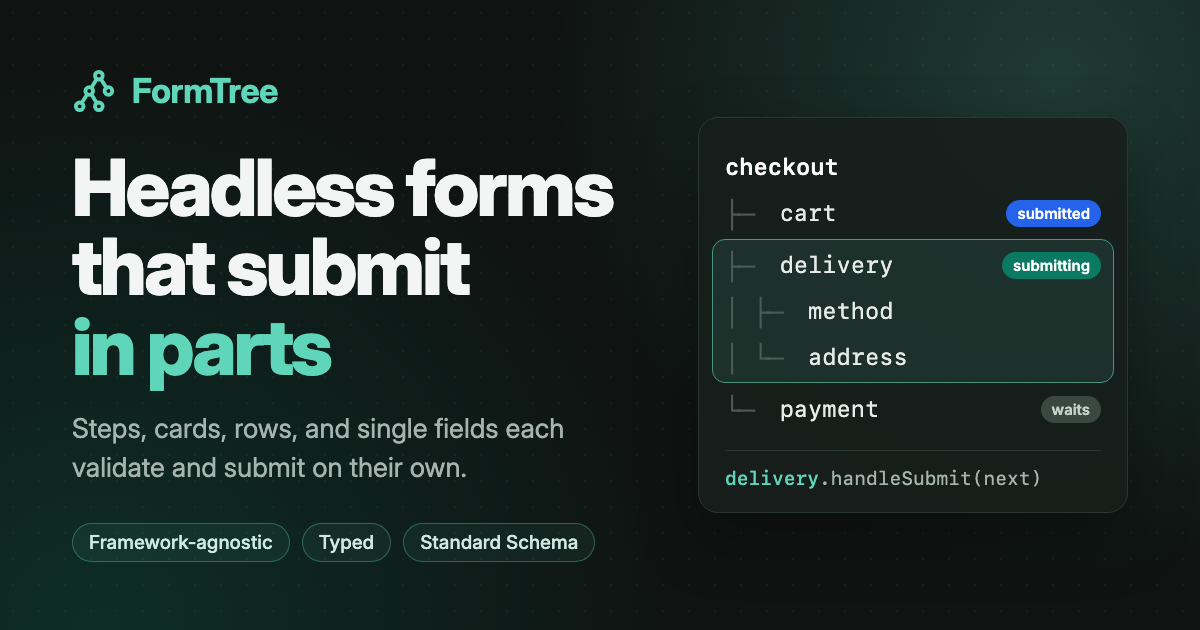 FormTree
Headless forms
that submit
in parts
Steps, cards, rows, and single fields each
validate and submit on their own.
Framework-agnostic
Typed
Standard Schema
checkout
├─ cart submitted
├─ delivery submitting
│ ├─ method
│ └─ address
└─ payment waits
delivery.handleSubmit(next)